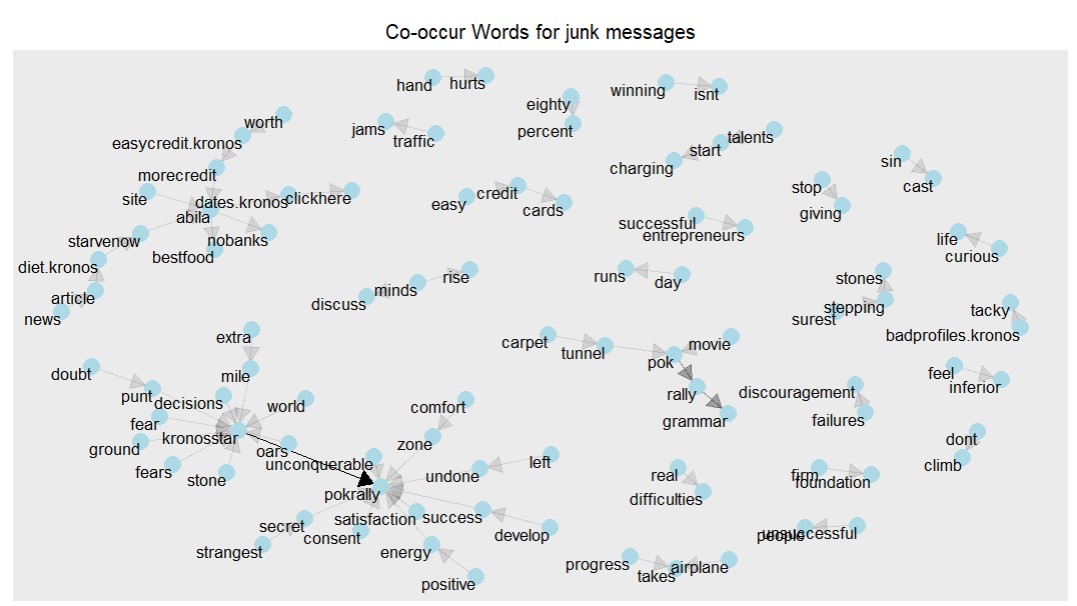 Co-occur Words for junk messages
hand hurts
winning isnt
eighty
percent
worth
easycredit.kronos
jams
traffic
talents
start
charging
morecredit
site
dates.kronos
clickhere
abila
easy
credit
cards
sin
cast
stop
giving
successful
entrepreneurs
starvenow
nobanks
bestfood
diet.kronos
article
news
life
curious
discuss
minds
rise
runs
day
stones
stepping
surest
tacky
badprofiles.kronos
extra
mile
carpet
tunnel
pok
movie
rally
grammar
doubt
punt
decisions
fear
world
kronosstar
ground
oars
fears
stone
unconquerable
comfort
zone
undone
left
pokrally
discouragement
failures
feel
inferior
dont
climb
real
difficulties
firm
foundation
secret
strangest
satisfaction
consent
success
develop
energy
positive
people
unsuccessful
progress
takes
airplane